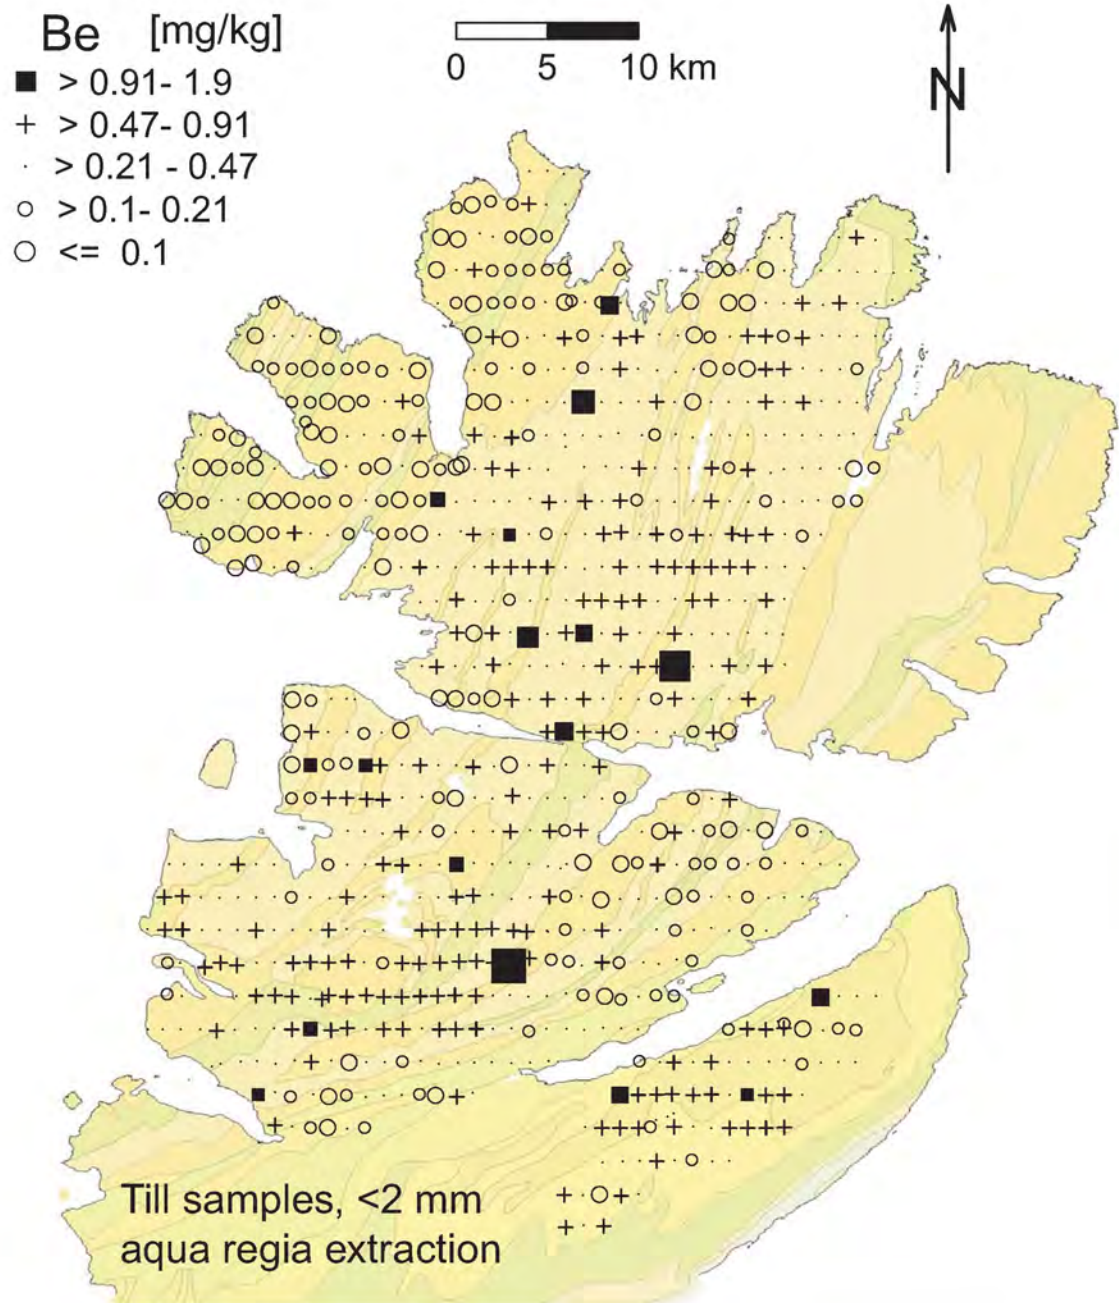 Be [mg/kg]
> 0.91- 1.9
> 0.47- 0.91
> 0.21 - 0.47
> 0.1- 0.21
<= 0.1
0 5 10 km
N
Till samples, <2 mm
aqua regia extraction